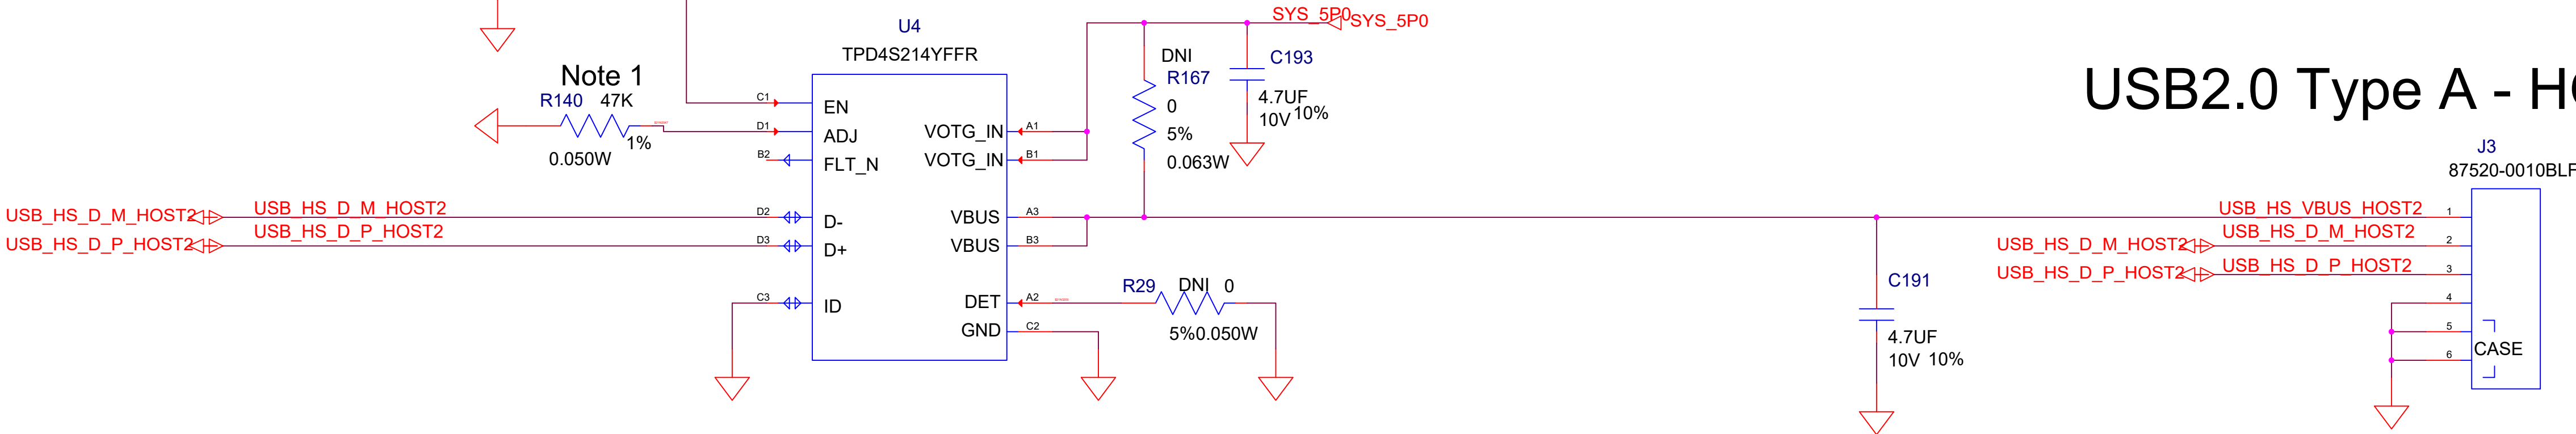 SYS_5P0
SYS_5P0
U4
TPD4S214YFFR
DNI
R167
0
5%
0.063W
C193
4.7UF
10V 10%
USB2.0 Type A - HO
Note 1
R140 47K
1%
0.050W
C1
EN
D1
ADJ
B2
FLT_N
VOTG_IN
A1
VOTG_IN
B1
J3
87520-0010BLF
USB_HS_D_M_HOST2
USB_HS_D_M_HOST2
D2
D-
VBUS
A3
USB_HS_VBUS_HOST2
1
USB_HS_D_P_HOST2
USB_HS_D_P_HOST2
D3
D+
VBUS
B3
USB_HS_D_M_HOST2
USB_HS_D_M_HOST2
2
USB_HS_D_P_HOST2
USB_HS_D_P_HOST2
3
C3
ID
DET
A2
R29 DNI 0
5% 0.050W
GND
C2
C191
4.7UF
10V 10%
4
5
6
CASE